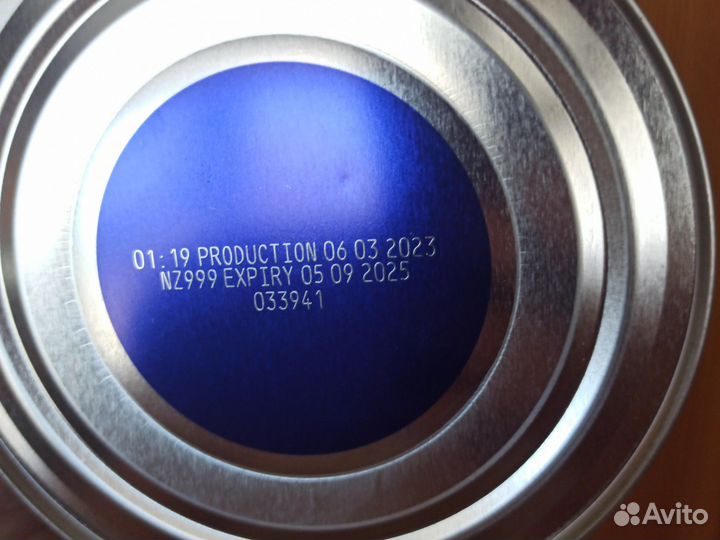 01:19 PRODUCTION 06 03 2023
NZ999 EXPIRY 05 09 2025
033941
Avito